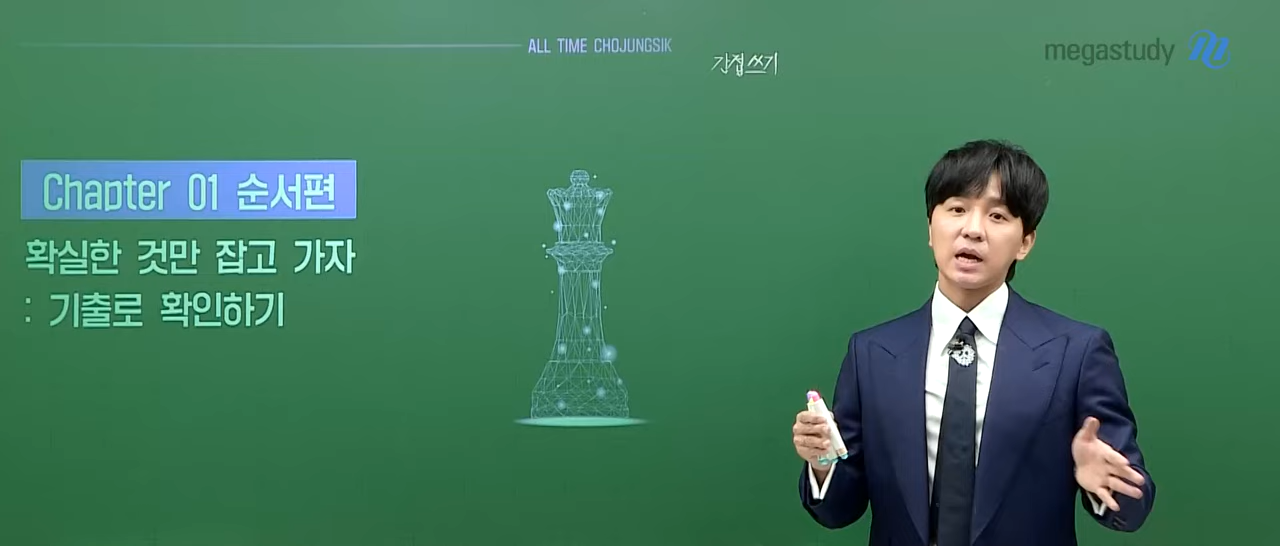 ALL TIME CHOJUNGSIK
간접쓰기
megastudy
Chapter 01 순서편
확실한 것만 잡고 가자
: 기출로 확인하기